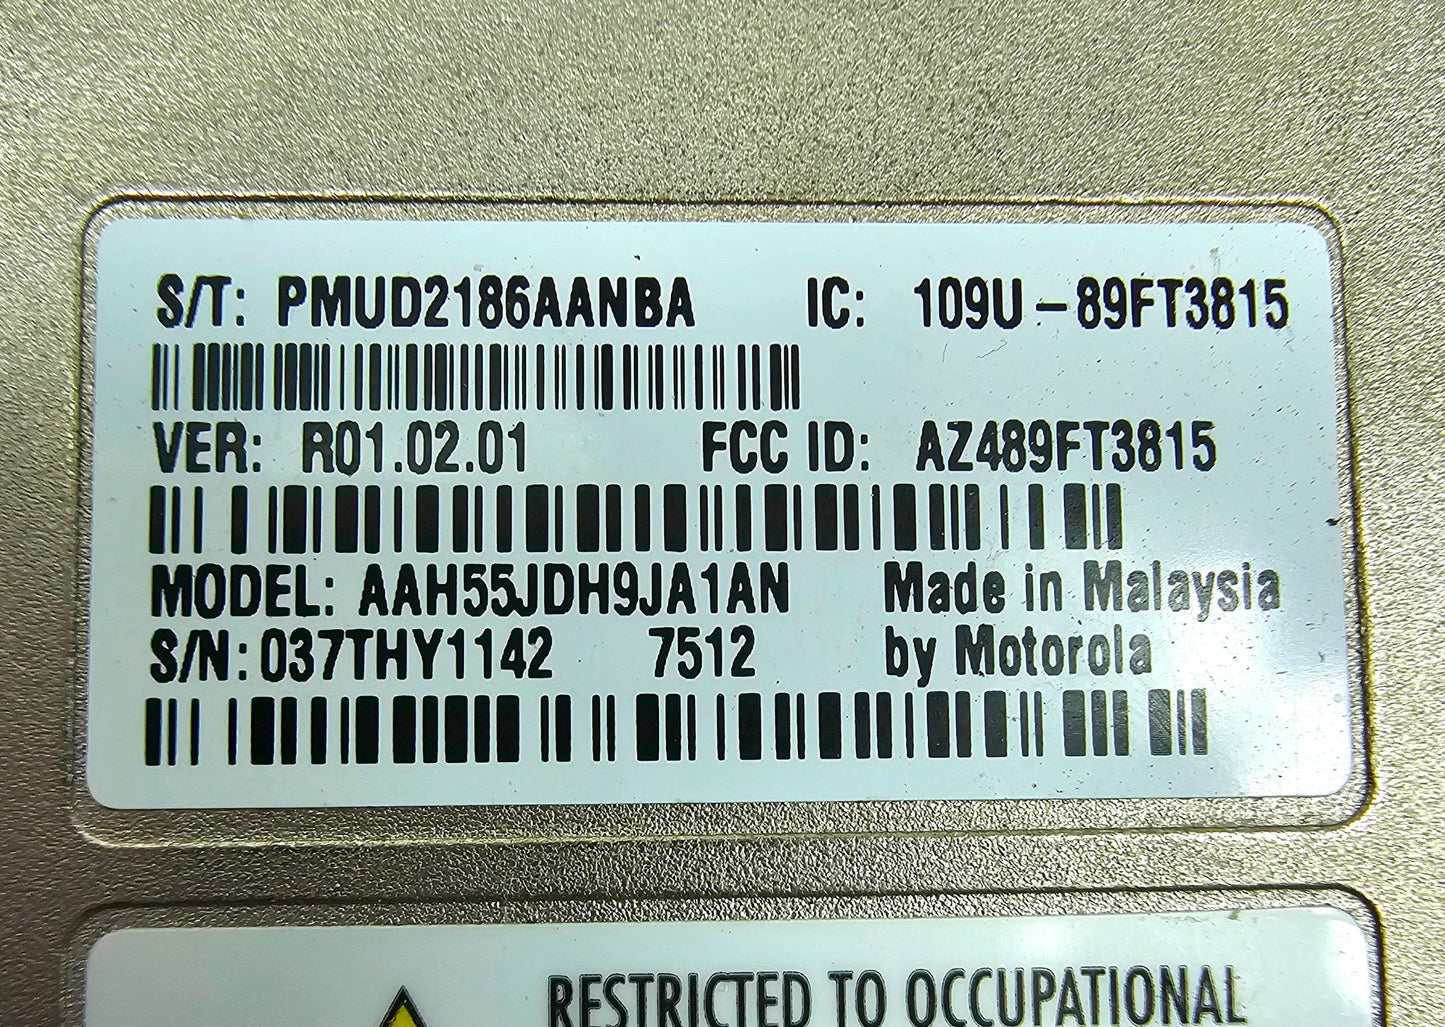 S/T: PMUD2186AANBA IC: 109U-89FT3815
VER: R01.02.01 FCC ID: AZ489FT3815
MODEL: AAH55JDH9JA1AN Made in Malaysia
S/N: 037THY1142 7512 by Motorola
RESTRICTED TO OCCUPATIONAL